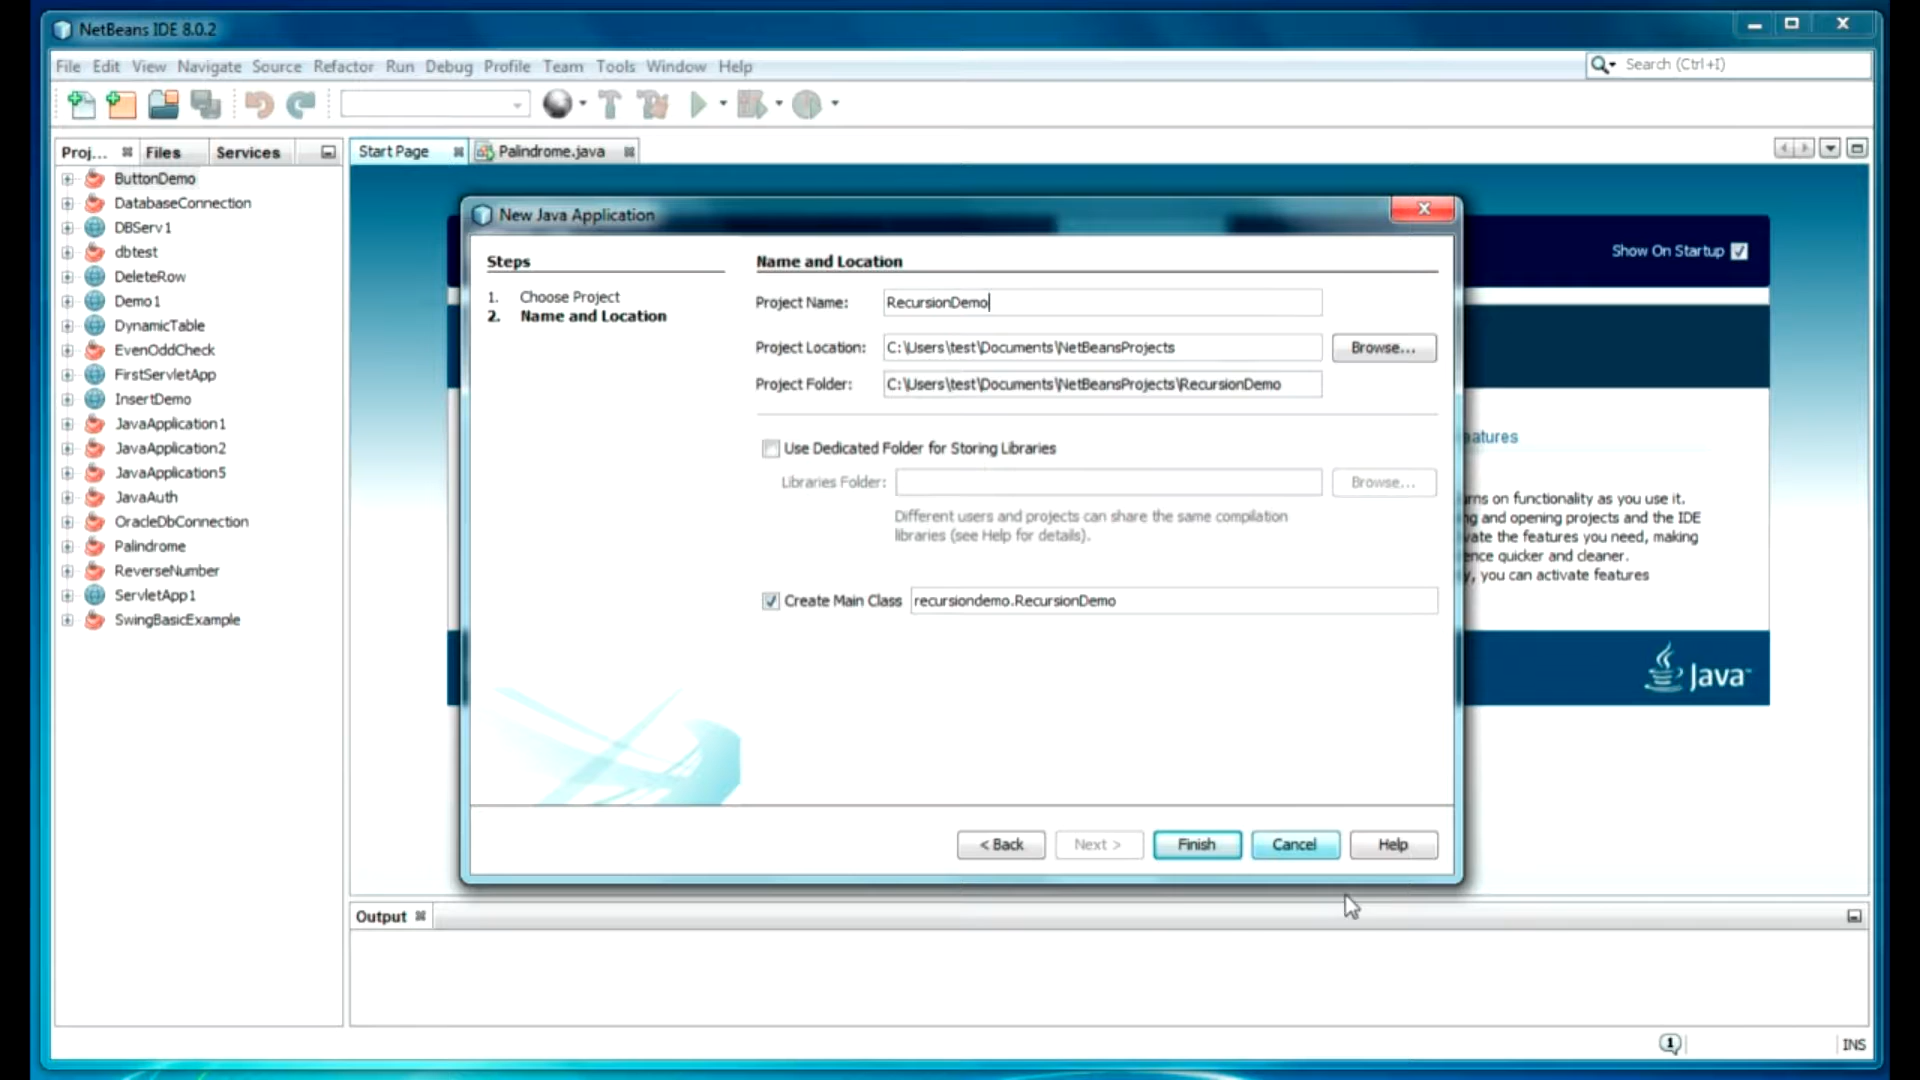 NetBeans IDE 8.0.2
File Edit View Navigate Source Refactor Run Debug Profile Team Tools Window Help
Search (Ctrl+I)
Proj... Files Services
Start Page Palindrome.java
ButtonDemo
DatabaseConnection
DBServ1
dbtest
DeleteRow
Demo1
DynamicTable
EvenOddCheck
FirstServletApp
InsertDemo
JavaApplication1
JavaApplication2
JavaApplication5
JavaAuth
OracleDbConnection
Palindrome
ReverseNumber
ServletApp1
SwingBasicExample
New Java Application
Steps
1. Choose Project
2. Name and Location
Name and Location
Project Name: RecursionDemo
Project Location: C:\Users\test\Documents\NetBeansProjects
Browse...
Project Folder: C:\Users\test\Documents\NetBeansProjects\RecursionDemo
Use Dedicated Folder for Storing Libraries
Libraries Folder:
Browse...
Different users and projects can share the same compilation
libraries (see Help for details).
Create Main Class recursiondemo.RecursionDemo
< Back Next > Finish Cancel Help
Show On Startup
atures
rns on functionality as you use it.
g and opening projects and the IDE
vate the features you need, making
ence quicker and cleaner.
y, you can activate features
Java
Output
1
INS